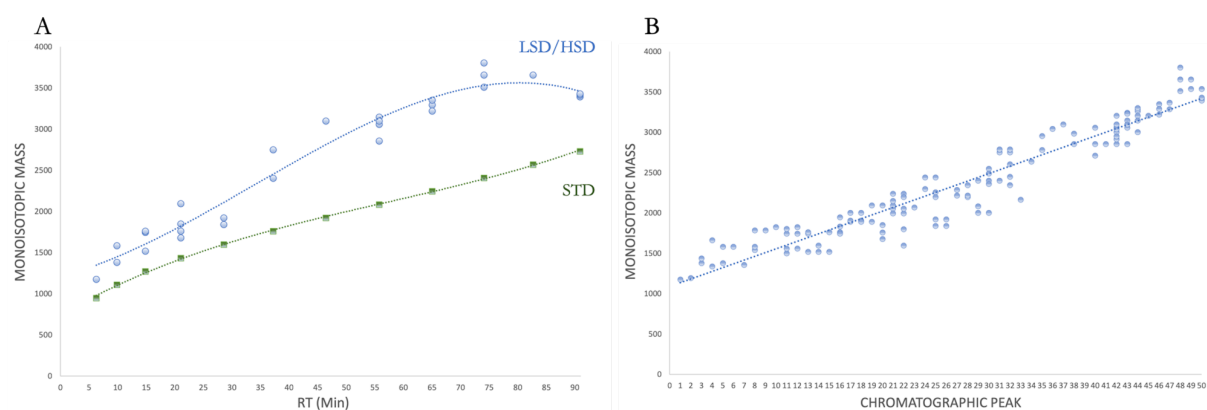 A
LSD/HSD
STD
MONOISOTOPIC MASS
4000
3500
3000
2500
2000
1500
1000
500
0
0 5 10 15 21 30 35 40 45 50 55 60 65 70 75 85 90
RT (Min)
B
MONOISOTOPIC MASS
4000
3500
3000
2500
2000
1500
1000
500
0
0 1 2 3 4 5 6 7 8 9 10 11 12 13 14 15 16 17 18 19 20 21 22 23 24 25 26 27 28 29 30 31 32 33 34 35 36 37 38 39 40 41 42 43 44 45 46 47 48 49 50
CHROMATOGRAPHIC PEAK